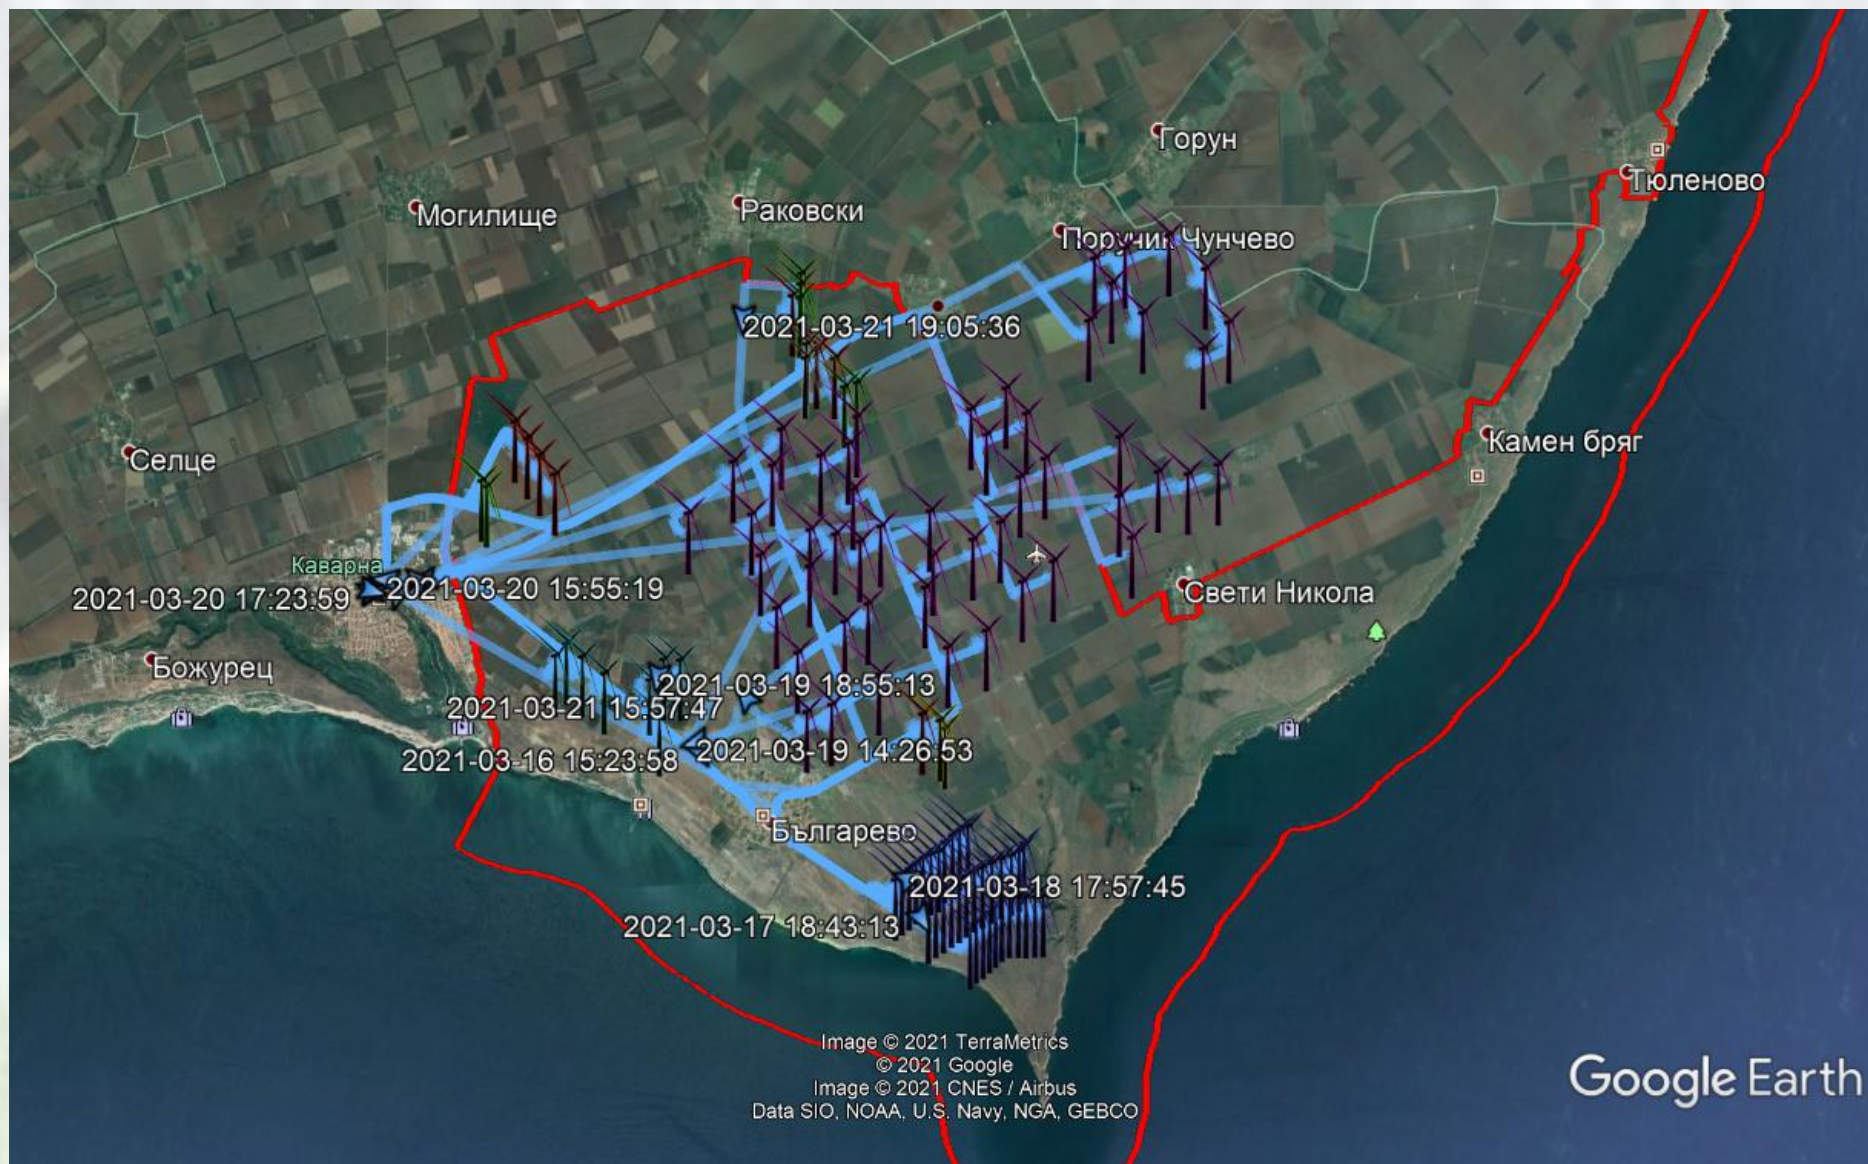 Горун
Тюленово
Могилище
Раковски
Поручик Чунчево
2021-03-21 19:05:36
Камен бряг
Селце
Каварна
2021-03-20 17:23:59
2021-03-20 15:55:19
Свети Никола
Божурец
2021-03-19 18:55:13
2021-03-21 15:57:47
2021-03-16 15:23:58
2021-03-19 14:26:53
Българево
2021-03-18 17:57:45
2021-03-17 18:43:13
Image © 2021 TerraMetrics
© 2021 Google
Image © 2021 CNES / Airbus
Data SIO, NOAA, U.S. Navy, NGA, GEBCO
Google Earth